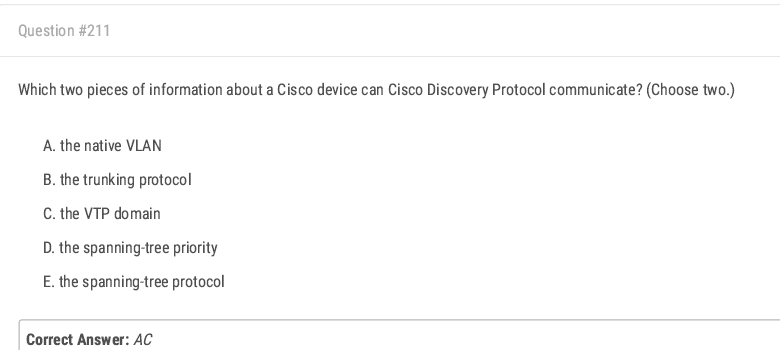 Question #211
Which two pieces of information about a Cisco device can Cisco Discovery Protocol communicate? (Choose two.)
A. the native VLAN
B. the trunking protocol
C. the VTP domain
D. the spanning-tree priority
E. the spanning-tree protocol
Correct Answer: AC